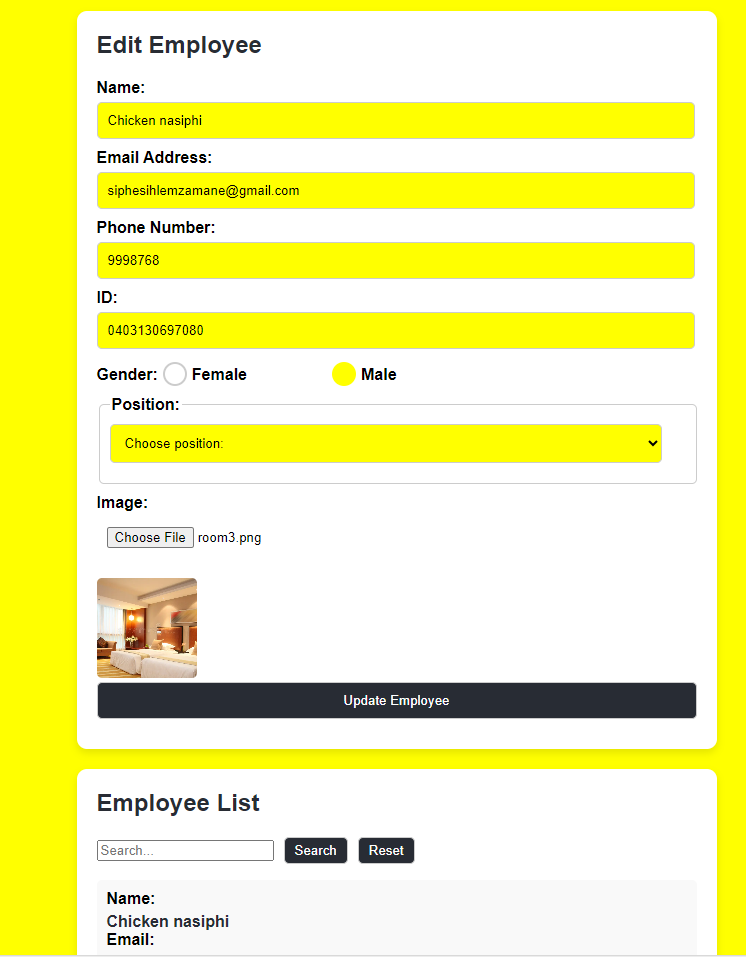 Edit Employee
Name:
Chicken nasiphi
Email Address:
siphesihlemzamane@gmail.com
Phone Number:
9998768
ID:
0403130697080
Gender: Female Male
Position:
Choose position:
Image:
Choose File room3.png
Update Employee
Employee List
Search... Search Reset
Name:
Chicken nasiphi
Email: